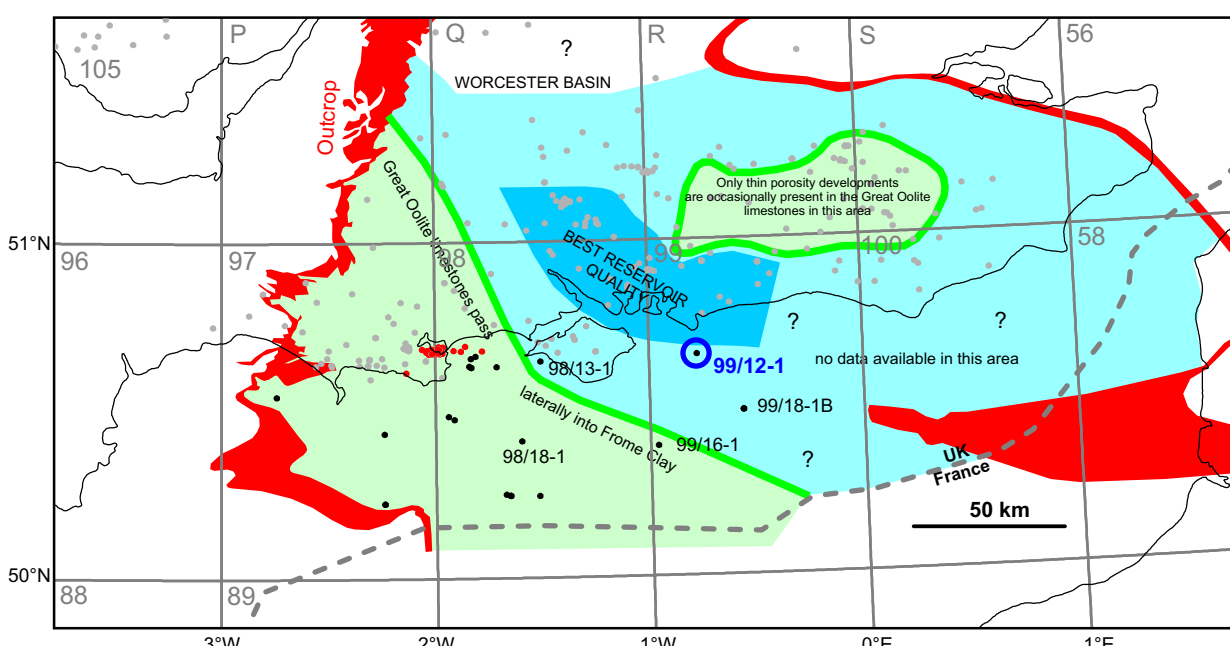 P
Q
R
S
56
105
?
WORCESTER BASIN
Outcrop
Great Oolite limestones pass
laterally into Frome Clay
Only thin porosity developments
are occasionally present in the Great Oolite
limestones in this area
51°N
96
97
98
99
100
58
BEST RESERVOIR
QUALITY
?
?
no data available in this area
98/13-1
99/12-1
99/18-1B
99/16-1
98/18-1
?
UK
France
50 km
50°N
88
89
3°W
2°W
1°W
0°E
1°E